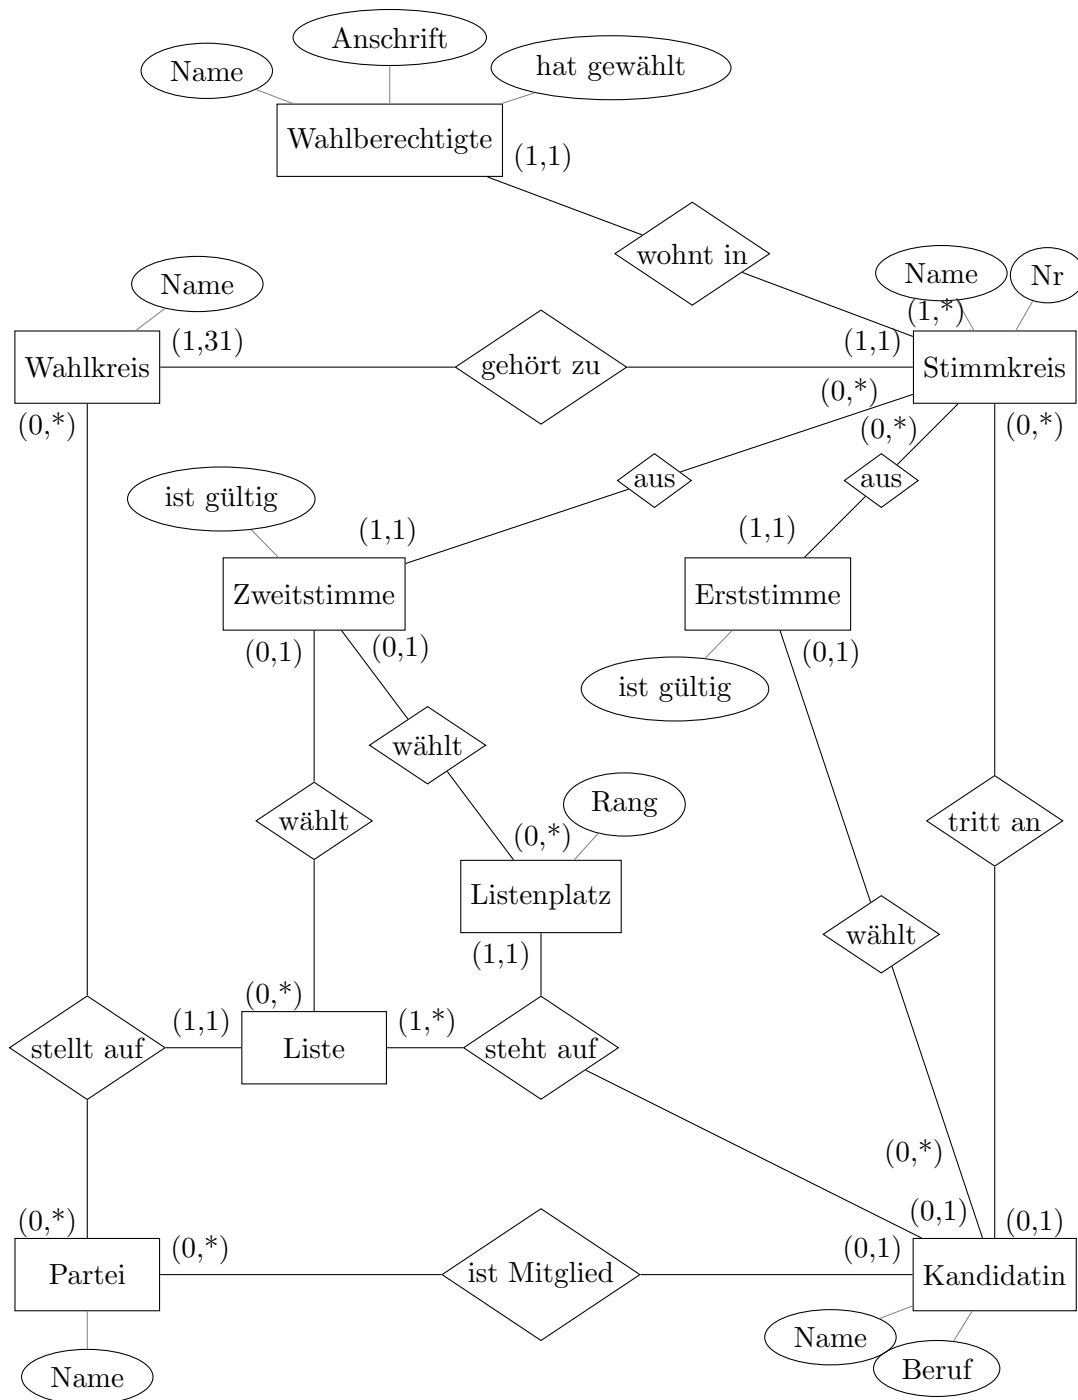 Anschrift
Name
hat gewählt
Wahlberechtigte
(1,1)
wohnt in
Name
Name
Nr
(1,*)
(1,31)
(1,1)
Wahlkreis
gehört zu
Stimmkreis
(0,*)
(0,*)
(0,*)
(0,*)
aus
aus
ist gültig
(1,1)
(1,1)
Zweitstimme
Erststimme
(0,1)
(0,1)
(0,1)
ist gültig
wählt
Rang
wählt
(0,*)
tritt an
Listenplatz
wählt
(1,1)
(0,*)
(1,1)
(1,*)
stellt auf
Liste
steht auf
(0,*)
(0,*)
(0,1)
(0,1)
(0,*)
(0,1)
Partei
ist Mitglied
Kandidatin
Name
Name
Beruf